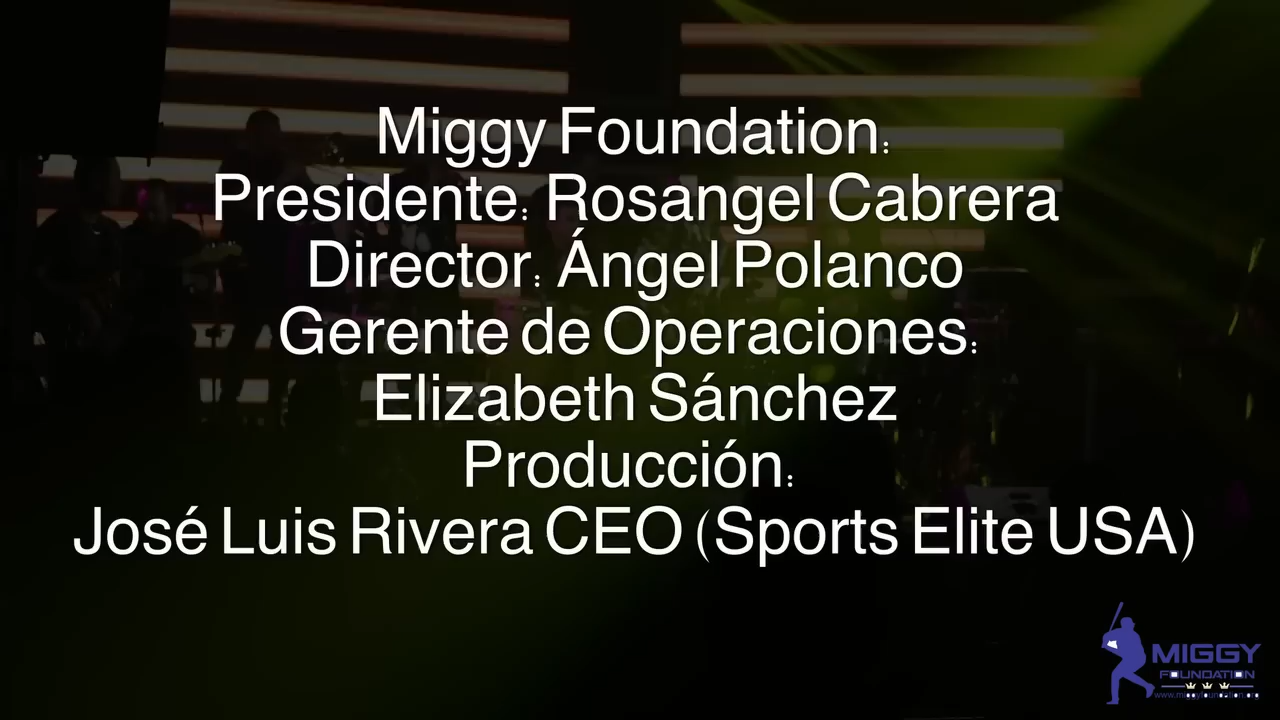 Miggy Foundation:
Presidente: Rosangel Cabrera
Director: Ángel Polanco
Gerente de Operaciones:
Elizabeth Sánchez
Producción:
José Luis Rivera CEO (Sports Elite USA)
MIGGY
FOUNDATION